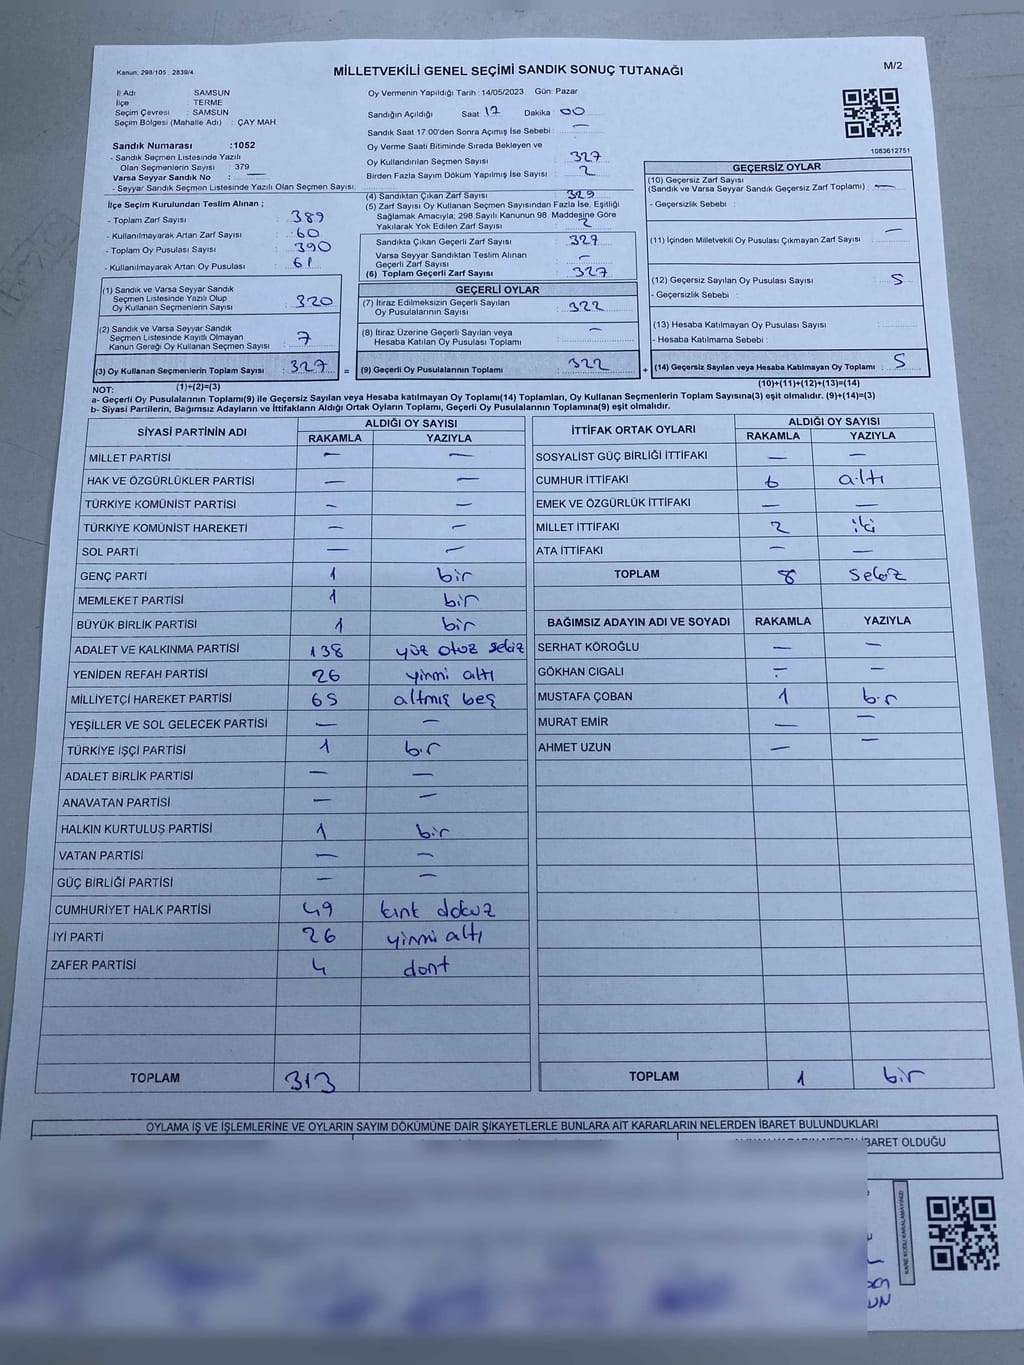 Kanun, 298/105 2839/4
MİLLETVEKİLİ GENEL SEÇİMİ SANDIK SONUÇ TUTANAĞI
M/2
İl Adı SAMSUN
İlçe TERME
Seçim Çevresi : SAMSUN
Seçim Bölgesi (Mahalle Adı) : ÇAY MAH.
Oy Vermenin Yapıldığı Tarih : 14/05/2023 Gün: Pazar
Sandığın Açıldığı Saat 17 Dakika 00
Sandık Saat 17:00'den Sonra Açımış İse Sebebi : —
Oy Verme Saati Bitiminde Sırada Bekleyen ve
Oy Kullandırılan Seçmen Sayısı 327
Birden Fazla Sayım Döküm Yapılmış İse Sayısı : 2
1083612751
Sandık Numarası :1052
- Sandık Seçmen Listesinde Yazılı
Olan Seçmenlerin Sayısı : 379
Varsa Seyyar Sandık No : —
- Seyyar Sandık Seçmen Listesinde Yazılı Olan Seçmen Sayısı
İlçe Seçim Kurulundan Teslim Alınan ;
- Toplam Zarf Sayısı : 389
- Kullanılmayarak Artan Zarf Sayısı : 60
- Toplam Oy Pusulası Sayısı : 390
- Kullanılmayarak Artan Oy Pusulası : 61
(1) Sandık ve Varsa Seyyar Sandık
Seçmen Listesinde Yazılı Olup
Oy Kullanan Seçmenlerin Sayısı : 320
(2) Sandık ve Varsa Seyyar Sandık
Seçmen Listesinde Kayıtlı Olmayan
Kanun Gereği Oy Kullanan Seçmen Sayısı : 7
(3) Oy Kullanan Seçmenlerin Toplam Sayısı : 327 =
(4) Sandıktan Çıkan Zarf Sayısı 329
(5) Zarf Sayısı Oy Kullanan Seçmen Sayısından Fazla İse, Eşitliği
Sağlamak Amacıyla; 298 Sayılı Kanunun 98. Maddesine Göre
Yakılarak Yok Edilen Zarf Sayısı : 2
Sandıkta Çıkan Geçerli Zarf Sayısı : 327
Varsa Seyyar Sandıktan Teslim Alınan
Geçerli Zarf Sayısı : —
(6) Toplam Geçerli Zarf Sayısı : 327
GEÇERLİ OYLAR
(7) İtiraz Edilmeksizin Geçerli Sayılan
Oy Pusulalarının Sayısı : 322
(8) İtiraz Üzerine Geçerli Sayılan veya
Hesaba Katılan Oy Pusulası Toplamı : —
(9) Geçerli Oy Pusulalarının Toplamı : 322 +
GEÇERSİZ OYLAR
(10) Geçersiz Zarf Sayısı
(Sandık ve Varsa Seyyar Sandık Geçersiz Zarf Toplamı) : —
- Geçersizlik Sebebi :
(11) İçinden Milletvekili Oy Pusulası Çıkmayan Zarf Sayısı : —
(12) Geçersiz Sayılan Oy Pusulası Sayısı : 5
- Geçersizlik Sebebi :
(13) Hesaba Katılmayan Oy Pusulası Sayısı :
- Hesaba Katılmama Sebebi :
(14) Geçersiz Sayılan veya Hesaba Katılmayan Oy Toplamı : 5
NOT: (1)+(2)=(3) (10)+(11)+(12)+(13)=(14)
a- Geçerli Oy Pusulasının Toplamı(9) ile Geçersiz Sayılan veya Hesaba katılmayan Oy Toplamı(14) Toplamları, Oy Kullanan Seçmenlerin Toplam Sayısına(3) eşit olmalıdır. (9)+(14)=(3)
b- Siyasi Partilerin, Bağımsız Adayların ve İttifakların Aldığı Ortak Oyların Toplamı, Geçerli Oy Pusulalarının Toplamına(9) eşit olmalıdır.
SİYASİ PARTİNİN ADI ALDIĞI OY SAYISI
RAKAMLA YAZIYLA
MİLLET PARTİSİ — —
HAK VE ÖZGÜRLÜKLER PARTİSİ — —
TÜRKİYE KOMÜNİST PARTİSİ — —
TÜRKİYE KOMÜNİST HAREKETİ — —
SOL PARTİ — —
GENÇ PARTİ 1 bir
MEMLEKET PARTİSİ 1 bir
BÜYÜK BİRLİK PARTİSİ 1 bir
ADALET VE KALKINMA PARTİSİ 138 yüz otuz sekiz
YENİDEN REFAH PARTİSİ 26 yirmi altı
MİLLİYETÇİ HAREKET PARTİSİ 65 altmış beş
YEŞİLLER VE SOL GELECEK PARTİSİ — —
TÜRKİYE İŞÇİ PARTİSİ 1 bir
ADALET BİRLİK PARTİSİ — —
ANAVATAN PARTİSİ — —
HALKIN KURTULUŞ PARTİSİ 1 bir
VATAN PARTİSİ — —
GÜÇ BİRLİĞİ PARTİSİ — —
CUMHURİYET HALK PARTİSİ 49 kırk dokuz
İYİ PARTİ 26 yirmi altı
ZAFER PARTİSİ 4 dört
TOPLAM 313
İTTİFAK ORTAK OYLARI ALDIĞI OY SAYISI
RAKAMLA YAZIYLA
SOSYALİST GÜÇ BİRLİĞİ İTTİFAKI — —
CUMHUR İTTİFAKI 6 altı
EMEK VE ÖZGÜRLÜK İTTİFAKI — —
MİLLET İTTİFAKI 2 iki
ATA İTTİFAKI — —
TOPLAM 8 sekiz
BAĞIMSIZ ADAYIN ADI VE SOYADI RAKAMLA YAZIYLA
SERHAT KÖROĞLU — —
GÖKHAN CIGALI — —
MUSTAFA ÇOBAN 1 bir
MURAT EMİR — —
AHMET UZUN — —
TOPLAM 1 bir
OYLAMA İŞ VE İŞLEMLERİNE VE OYLARIN SAYIM DÖKÜMÜNE DAİR ŞİKAYETLERLE BUNLARA AİT KARARLARIN NELERDEN İBARET BULUNDUKLARI
İBARET OLDUĞU
KARE KODU KARALAMAYINIZ!